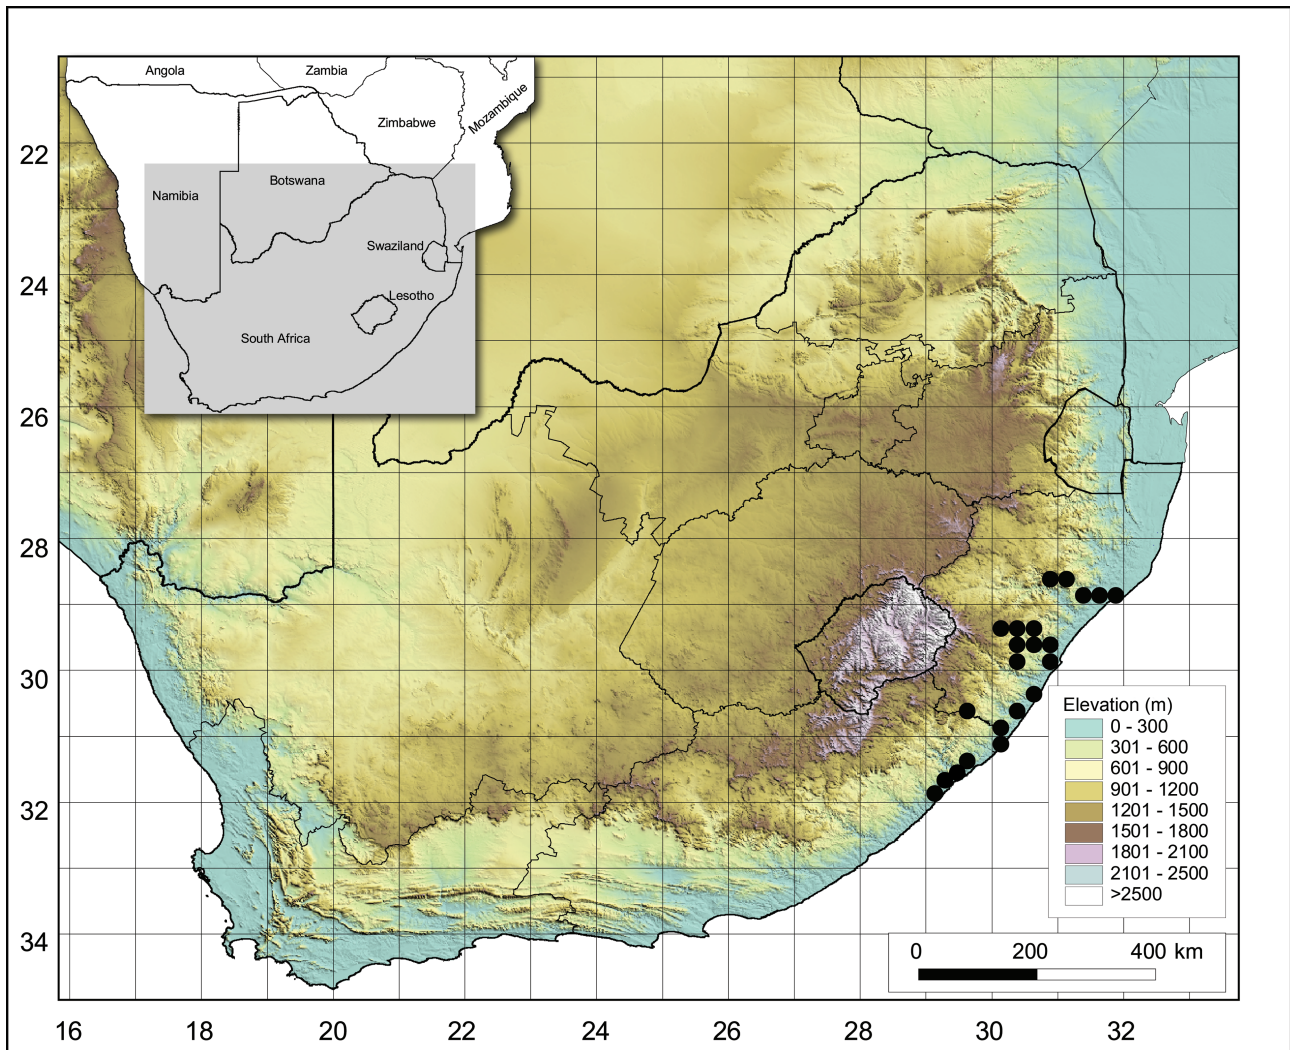 Angola
Zambia
Zimbabwe
Mozambique
Namibia
Botswana
Swaziland
Lesotho
South Africa
22
24
26
28
30
32
34
Elevation (m)
0 - 300
301 - 600
601 - 900
901 - 1200
1201 - 1500
1501 - 1800
1801 - 2100
2101 - 2500
>2500
0 200 400 km
16 18 20 22 24 26 28 30 32